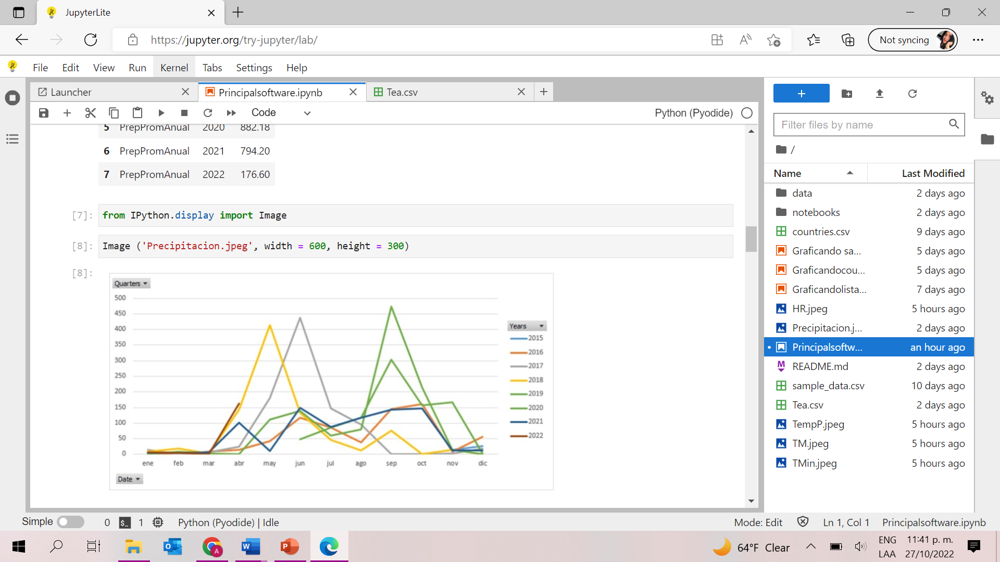 JupyterLite
https://jupyter.org/try-jupyter/lab/
Not syncing
File Edit View Run Kernel Tabs Settings Help
Launcher
Principalsoftware.ipynb
Tea.csv
Code
Python (Pyodide)
5 PrepPromAnual 2020 882.18
6 PrepPromAnual 2021 794.20
7 PrepPromAnual 2022 176.60
[7]: from IPython.display import Image
[8]: Image ('Precipitacion.jpeg', width = 600, height = 300)
[8]:
Quarters
500
450
400
350
300
250
200
150
100
50
0
ene feb mar abr may jun jul ago sep oct nov dic
Date
Years
2015
2016
2017
2018
2019
2020
2021
2022
Filter files by name
/
Name Last Modified
data 2 days ago
notebooks 2 days ago
countries.csv 9 days ago
Graficando sa... 5 days ago
Graficandocou... 5 days ago
Graficandolista... 7 days ago
HR.jpeg 5 hours ago
Precipitacion.j... 2 days ago
Principalsoftw... an hour ago
README.md 2 days ago
sample_data.csv 10 days ago
Tea.csv 2 days ago
TempP.jpeg 5 hours ago
TM.jpeg 5 hours ago
TMin.jpeg 5 hours ago
Simple 0 $_ 1 Python (Pyodide) | Idle
Mode: Edit Ln 1, Col 1 Principalsoftware.ipynb
64°F Clear
ENG
LAA
11:41 p. m.
27/10/2022